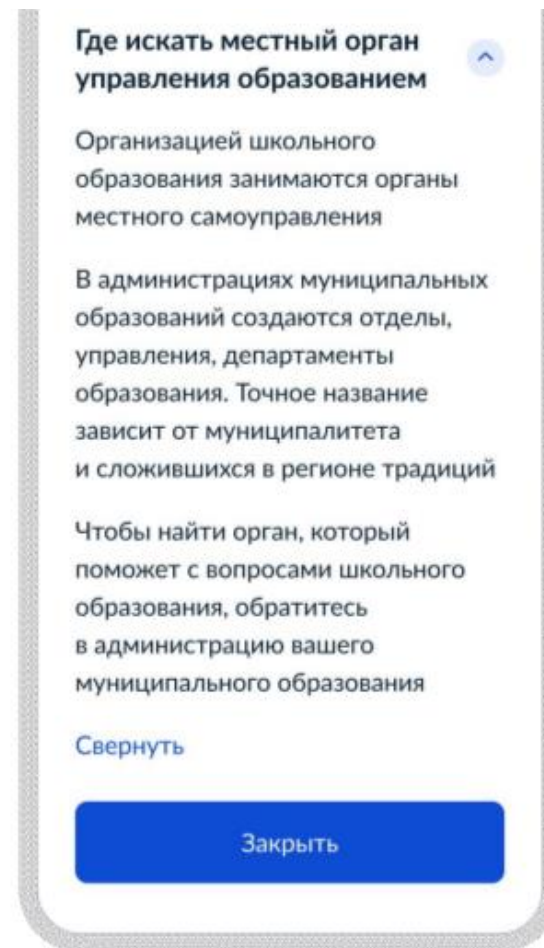 Где искать местный орган
управления образованием
Организацией школьного
образования занимаются органы
местного самоуправления
В администрациях муниципальных
образований создаются отделы,
управления, департаменты
образования. Точное название
зависит от муниципалитета
и сложившихся в регионе традиций
Чтобы найти орган, который
поможет с вопросами школьного
образования, обратитесь
в администрацию вашего
муниципального образования
Свернуть
Закрыть